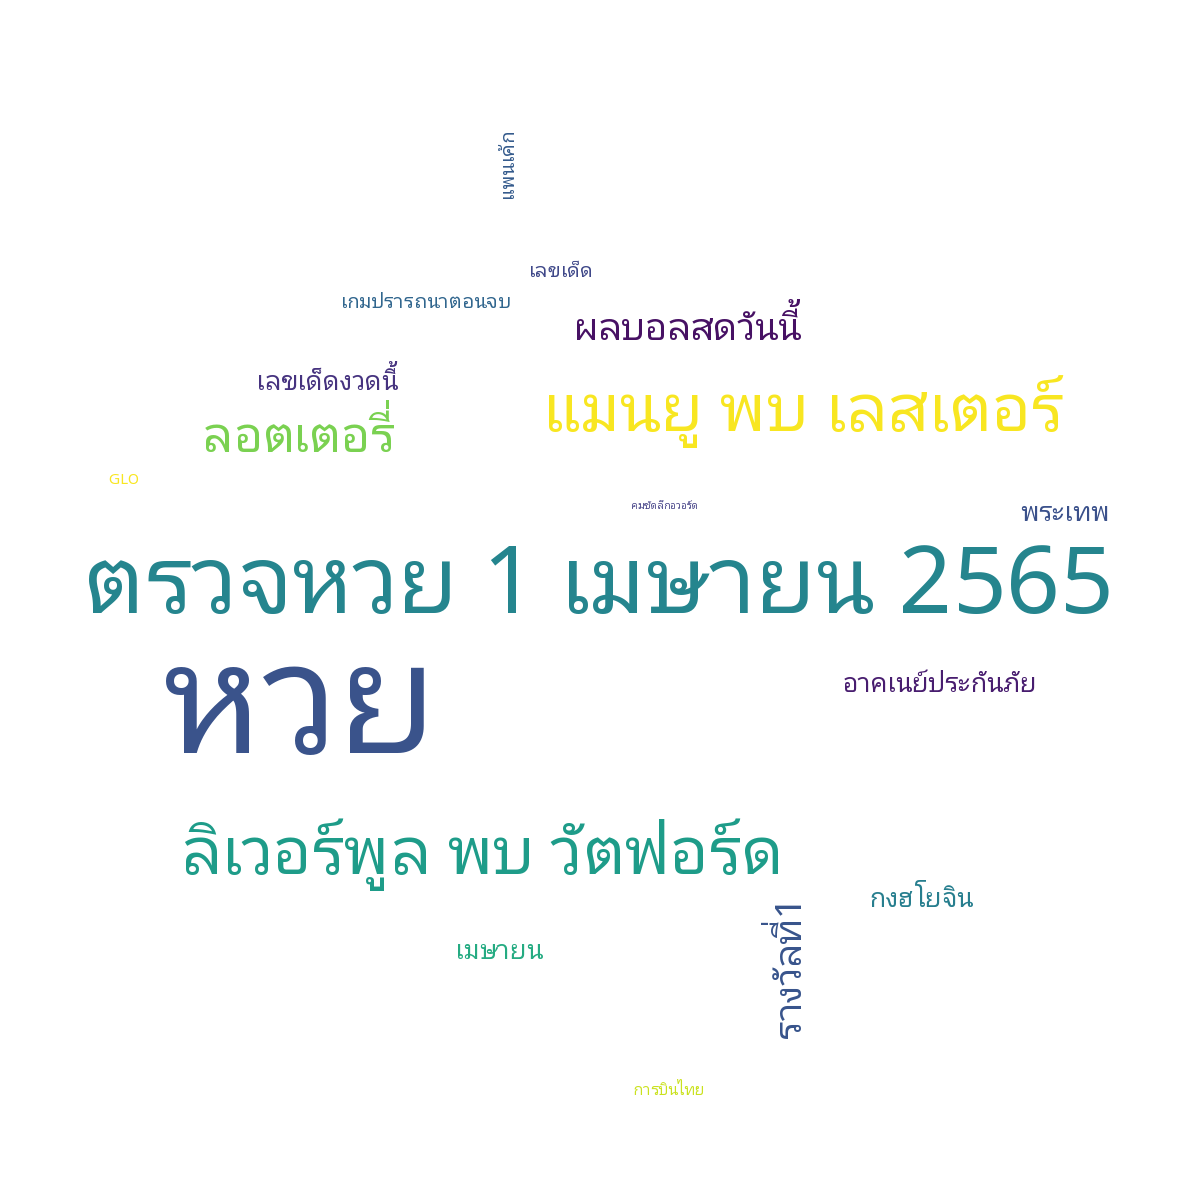 แพนเค้ก
เลขเด็ด
เกมปรารถนาตอนจบ
ผลบอลสดวันนี้
เลขเด็ดงวดนี้
แมนยู พบ เลสเตอร์
ลอตเตอรี่
GLO
คมชัดลึกอวอร์ด
พระเทพ
ตรวจหวย 1 เมษายน 2565
หวย
อาคเนย์ประกันภัย
ลิเวอร์พูล พบ วัตฟอร์ด
กงฮโยจิน
เมษายน
รางวัลที่1
การบินไทย